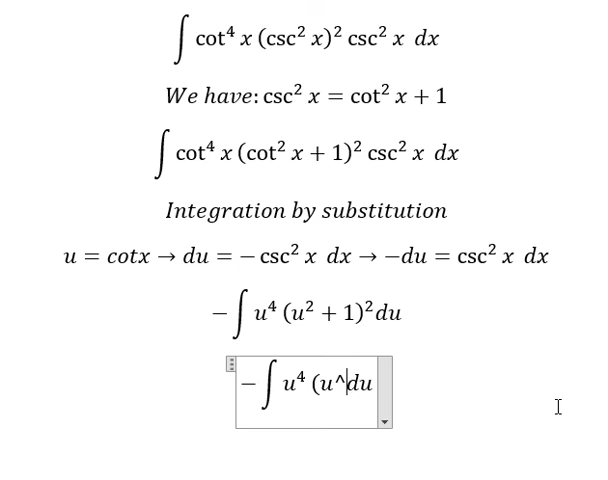 ∫ cot⁴ x (csc² x)² csc² x dx
We have: csc² x = cot² x + 1
∫ cot⁴ x (cot² x + 1)² csc² x dx
Integration by substitution
u = cotx → du = − csc² x dx → −du = csc² x dx
− ∫ u⁴ (u² + 1)² du
− ∫ u⁴ (u^du